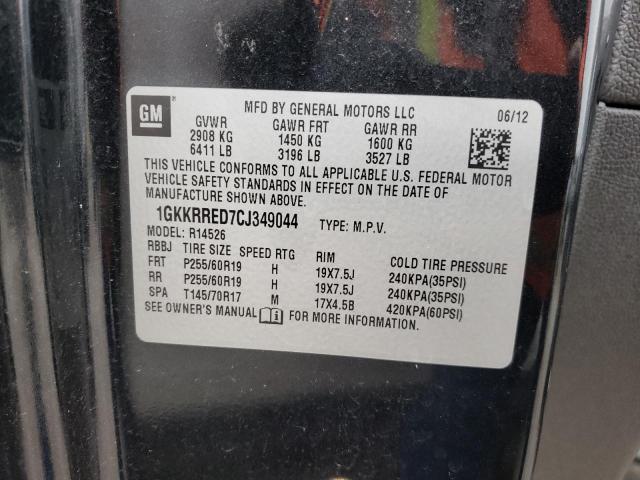 GM
MFD BY GENERAL MOTORS LLC 06/12
GVWR GAWR FRT GAWR RR
2908 KG 1450 KG 1600 KG
6411 LB 3196 LB 3527 LB
THIS VEHICLE CONFORMS TO ALL APPLICABLE U.S. FEDERAL MOTOR
VEHICLE SAFETY STANDARDS IN EFFECT ON THE DATE OF
MANUFACTURE SHOWN ABOVE.
1GKKRRED7CJ349044 TYPE: M.P.V.
MODEL: R14526
RBBJ TIRE SIZE SPEED RTG RIM COLD TIRE PRESSURE
FRT P255/60R19 H 19X7.5J 240KPA(35PSI)
RR P255/60R19 H 19X7.5J 240KPA(35PSI)
SPA T145/70R17 M 17X4.5B 420KPA(60PSI)
SEE OWNER'S MANUAL FOR MORE INFORMATION.